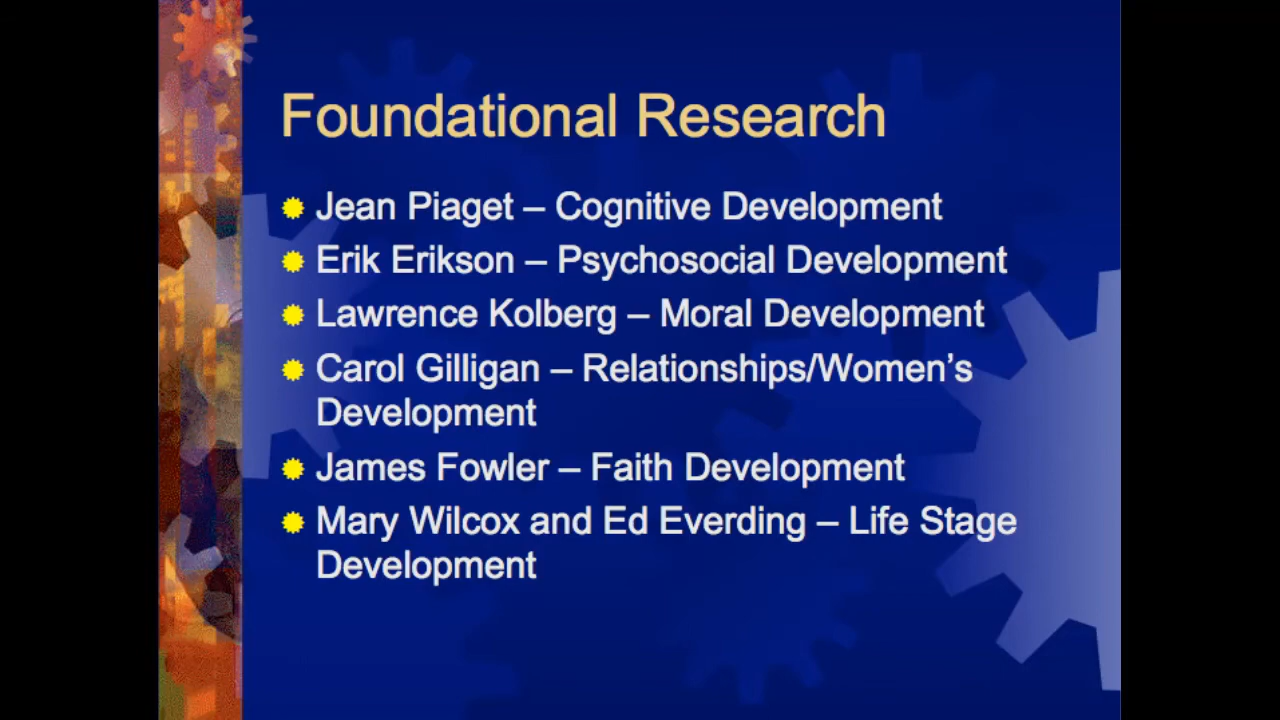 Foundational Research
Jean Piaget – Cognitive Development
Erik Erikson – Psychosocial Development
Lawrence Kolberg – Moral Development
Carol Gilligan – Relationships/Women’s
Development
James Fowler – Faith Development
Mary Wilcox and Ed Everding – Life Stage
Development